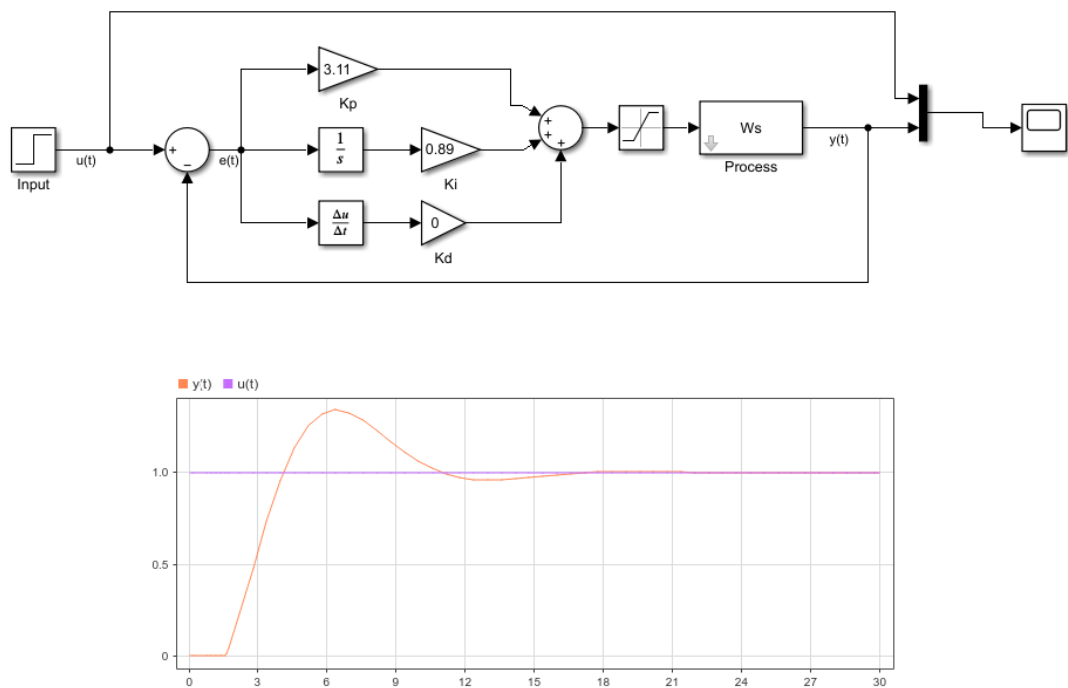 3.11
Kp
+
+
+
+
−
u(t)
e(t)
Input
1
s
0.89
Ki
Ws
Process
y(t)
Δu
Δt
0
Kd
y(t) u(t)
1.0
0.5
0
0 3 6 9 12 15 18 21 24 27 30